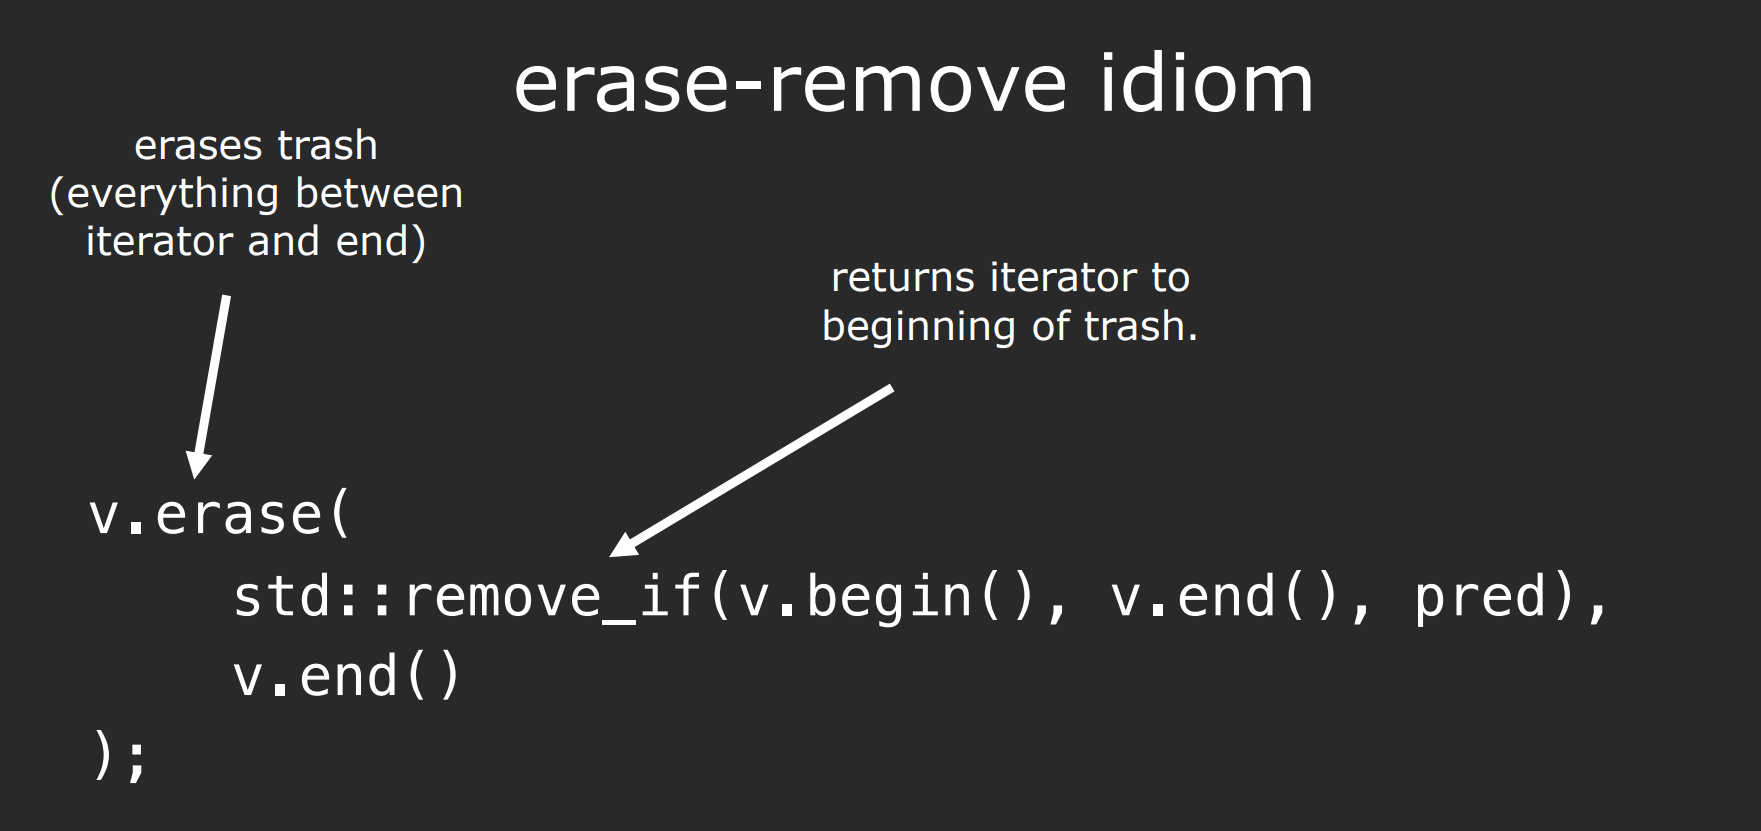 erase-remove idiom
erases trash
(everything between
iterator and end)
returns iterator to
beginning of trash.
v.erase(
std::remove_if(v.begin(), v.end(), pred),
v.end()
);